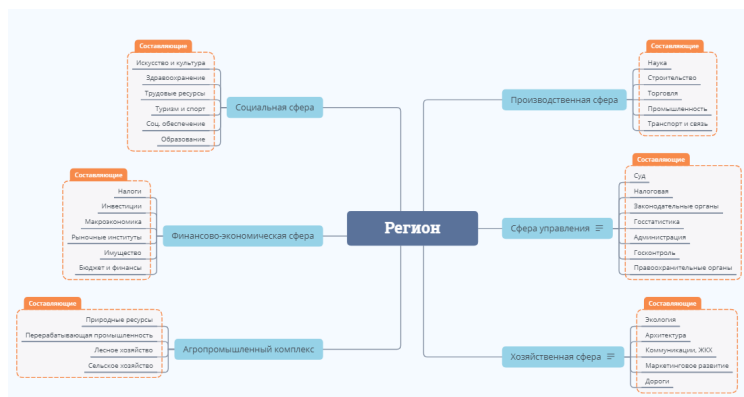 Составляющие
Искусство и культура
Здравоохранение
Трудовые ресурсы
Туризм и спорт
Соц. обеспечение
Образование
Социальная сфера
Составляющие
Налоги
Инвестиции
Макроэкономика
Рыночные институты
Имущество
Бюджет и финансы
Финансово-экономическая сфера
Составляющие
Природные ресурсы
Перерабатывающая промышленность
Лесное хозяйство
Сельское хозяйство
Агропромышленный комплекс
Регион
Составляющие
Наука
Строительство
Торговля
Промышленность
Транспорт и связь
Производственная сфера
Составляющие
Суд
Налоговая
Законодательные органы
Госстатистика
Администрация
Госконтроль
Правоохранительные органы
Сфера управления
Составляющие
Экология
Архитектура
Коммуникации, ЖКХ
Маркетинговое развитие
Дороги
Хозяйственная сфера